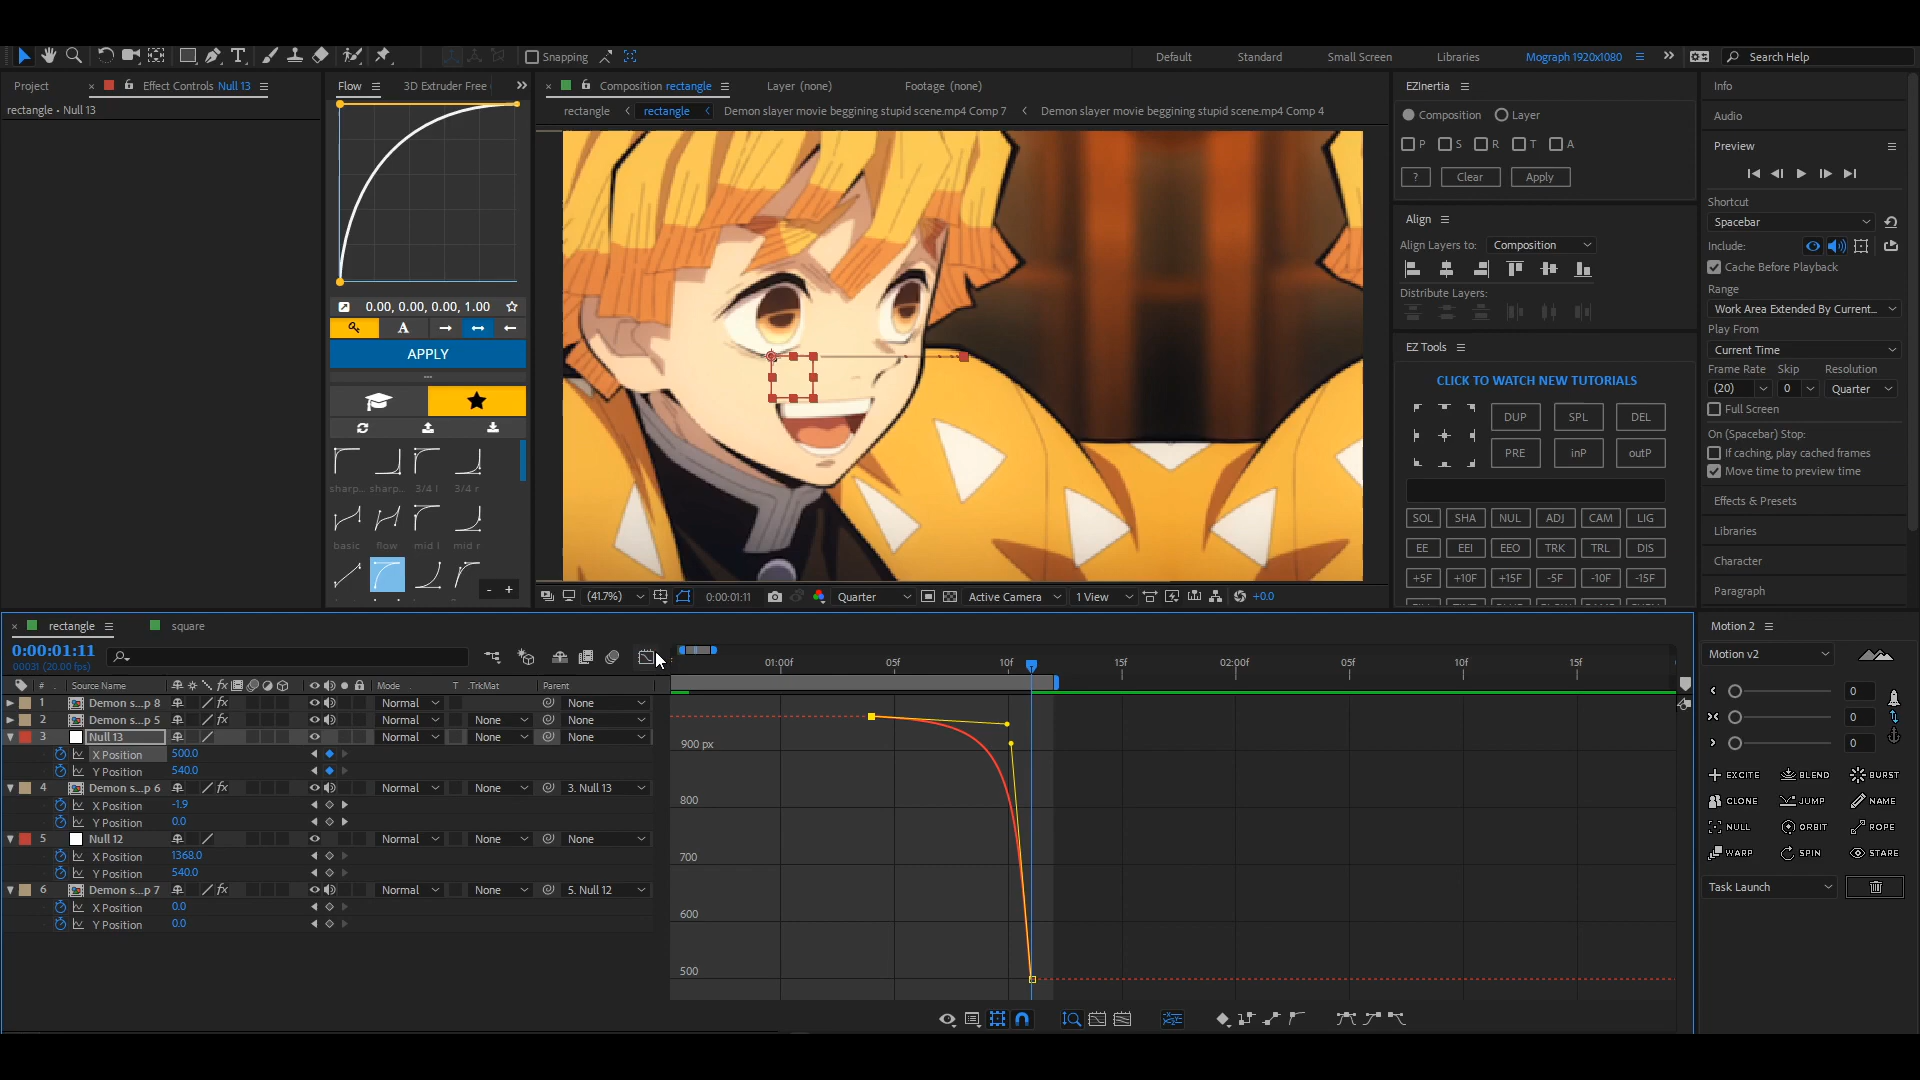 Snapping
Default
Standard
Small Screen
Libraries
Mograph 1920x1080
Search Help
Project
Effect Controls Null 13
rectangle - Null 13
Flow
3D Extruder Free
0.00, 0.00, 0.00, 1.00
A
APPLY
sharp..
sharp..
3/4 l
3/4 r
basic
flow
mid l
mid r
- +
Composition rectangle
Layer (none)
Footage (none)
rectangle
rectangle
Demon slayer movie beggining stupid scene.mp4 Comp 7
Demon slayer movie beggining stupid scene.mp4 Comp 4
(41.7%)
0:00:01:11
Quarter
Active Camera
1 View
+0.0
EZInertia
Composition
Layer
P
S
R
T
A
?
Clear
Apply
Align
Align Layers to:
Composition
Distribute Layers:
EZ Tools
CLICK TO WATCH NEW TUTORIALS
DUP
SPL
DEL
PRE
inP
outP
SOL
SHA
NUL
ADJ
CAM
LIG
EE
EEI
EEO
TRK
TRL
DIS
+5F
+10F
+15F
-5F
-10F
-15F
Info
Audio
Preview
Shortcut
Spacebar
Include:
Cache Before Playback
Range
Work Area Extended By Current...
Play From
Current Time
Frame Rate
Skip
Resolution
(20)
0
Quarter
Full Screen
On (Spacebar) Stop:
If caching, play cached frames
Move time to preview time
Effects & Presets
Libraries
Character
Paragraph
rectangle
square
0:00:01:11
00031 (20.00 fps)
# Source Name
Mode
T .TrkMat
Parent
1 Demon s...p 8 Normal None
2 Demon s...p 5 Normal None None
3 Null 13 Normal None None
X Position 500.0
Y Position 540.0
4 Demon s...p 6 Normal None 3. Null 13
X Position -1.9
Y Position 0.0
5 Null 12 Normal None None
X Position 1368.0
Y Position 540.0
6 Demon s...p 7 Normal None 5. Null 12
X Position 0.0
Y Position 0.0
01:00f
05f
10f
15f
02:00f
05f
10f
15f
900 px
800
700
600
500
Motion 2
Motion v2
0
0
0
EXCITE
BLEND
BURST
CLONE
JUMP
NAME
NULL
ORBIT
ROPE
WARP
SPIN
STARE
Task Launch